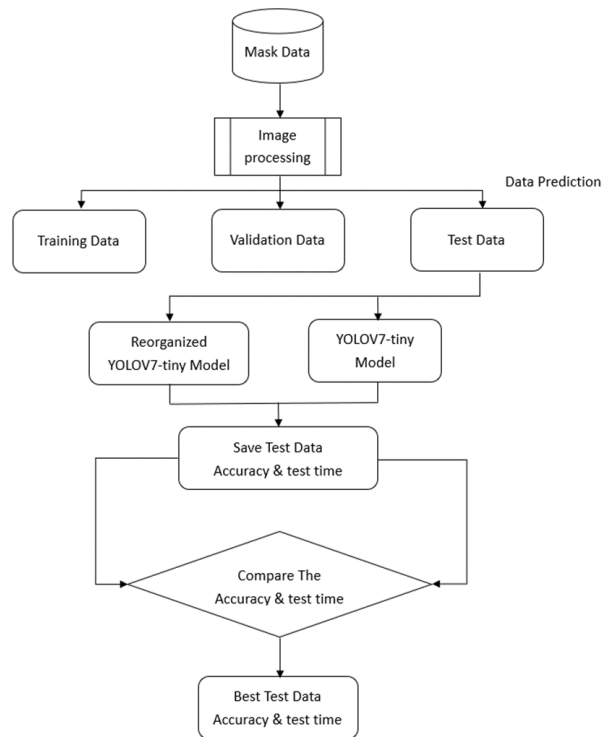 Mask Data
Image
processing
Data Prediction
Training Data
Validation Data
Test Data
Reorganized
YOLOV7-tiny Model
YOLOV7-tiny
Model
Save Test Data
Accuracy & test time
Compare The
Accuracy & test time
Best Test Data
Accuracy & test time